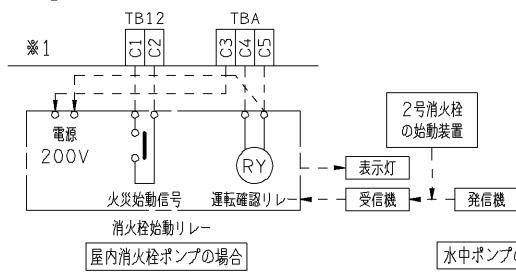 TB12 TBA
※1
C1 C2 C3 C4 C5
電源
200V
RY
2号消火栓
の始動装置
表示灯
火災始動信号 運転確認リレー 受信機 発信機
消火栓始動リレー
屋内消火栓ポンプの場合
水中ポンプの